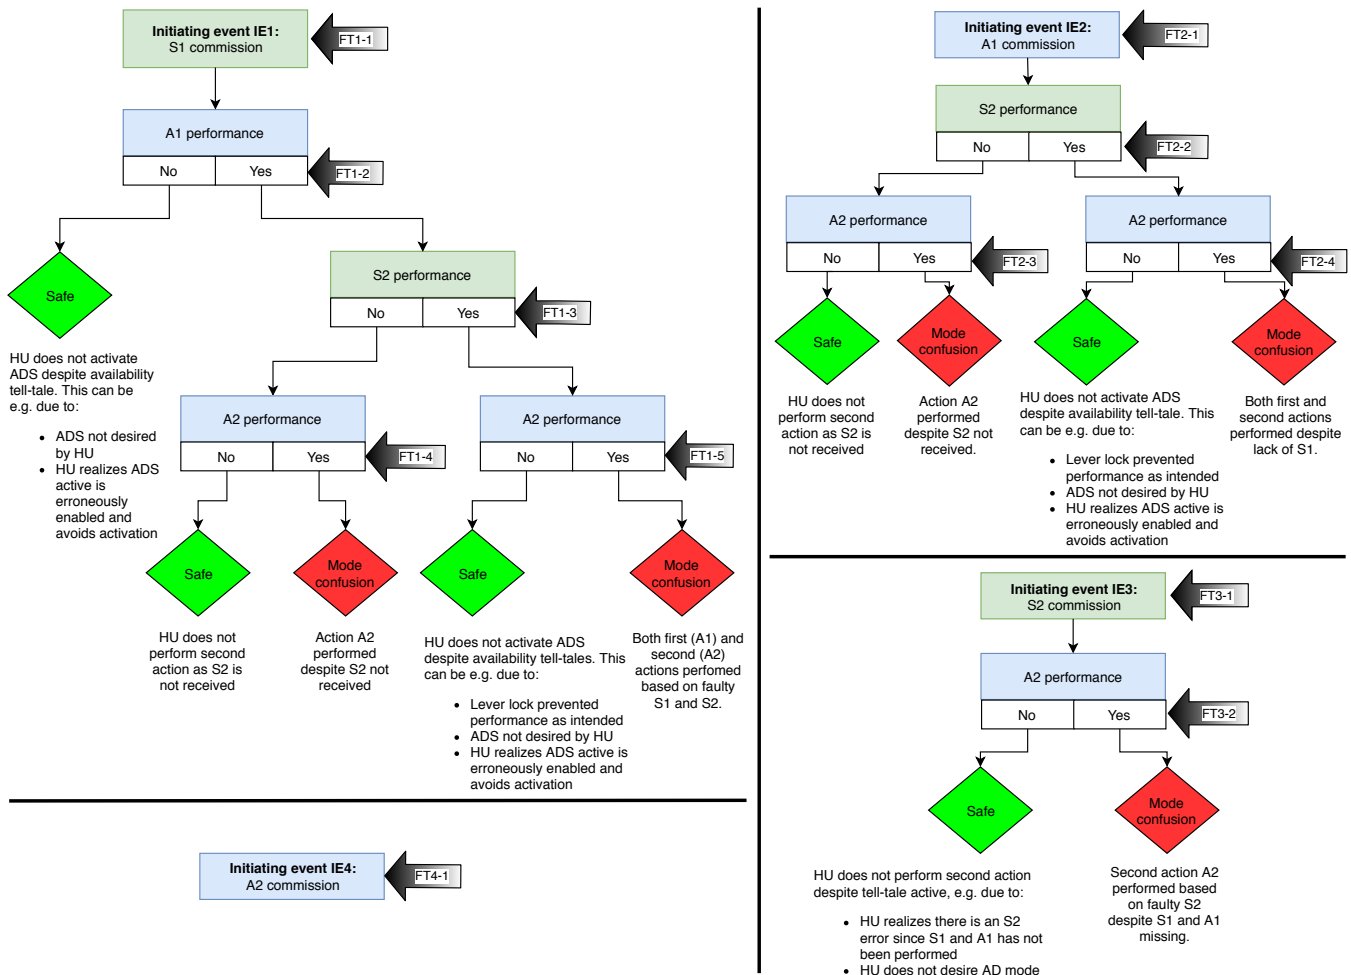 Initiating event IE1:
S1 commission
FT1-1
A1 performance
No
Yes
FT1-2
Safe
HU does not activate
ADS despite availability
tell-tale. This can be
e.g. due to:
• ADS not desired
by HU
• HU realizes ADS
active is
erroneously
enabled and
avoids activation
S2 performance
No
Yes
FT1-3
A2 performance
No
Yes
FT1-4
A2 performance
No
Yes
FT1-5
Safe
Mode
confusion
Safe
Mode
confusion
HU does not
perform second
action as S2 is
not received
Action A2
performed
despite S2 not
received
HU does not activate ADS
despite availability tell-tales. This
can be e.g. due to:
• Lever lock prevented
performance as intended
• ADS not desired by HU
• HU realizes ADS active is
erroneously enabled and
avoids activation
Both first (A1) and
second (A2)
actions perfomed
based on faulty
S1 and S2.
Initiating event IE2:
A1 commission
FT2-1
S2 performance
No
Yes
FT2-2
A2 performance
No
Yes
FT2-3
A2 performance
No
Yes
FT2-4
Safe
Mode
confusion
Safe
Mode
confusion
HU does not
perform second
action as S2 is
not received
Action A2
performed
despite S2 not
received.
HU does not activate ADS
despite availability tell-tale. This
can be e.g. due to:
• Lever lock prevented
performance as intended
• ADS not desired by HU
• HU realizes ADS active is
erroneously enabled and
avoids activation
Both first and
second actions
performed despite
lack of S1.
Initiating event IE3:
S2 commission
FT3-1
A2 performance
No
Yes
FT3-2
Safe
Mode
confusion
HU does not perform second action
despite tell-tale active, e.g. due to:
• HU realizes there is an S2
error since S1 and A1 has not
been performed
• HU does not desire AD mode
Second action A2
performed based
on faulty S2
despite S1 and A1
missing.
Initiating event IE4:
A2 commission
FT4-1